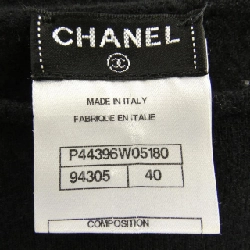 CHANEL
MADE IN ITALY
FABRIQUE EN ITALIE
P44396W05180
94305 40
COMPOSITION